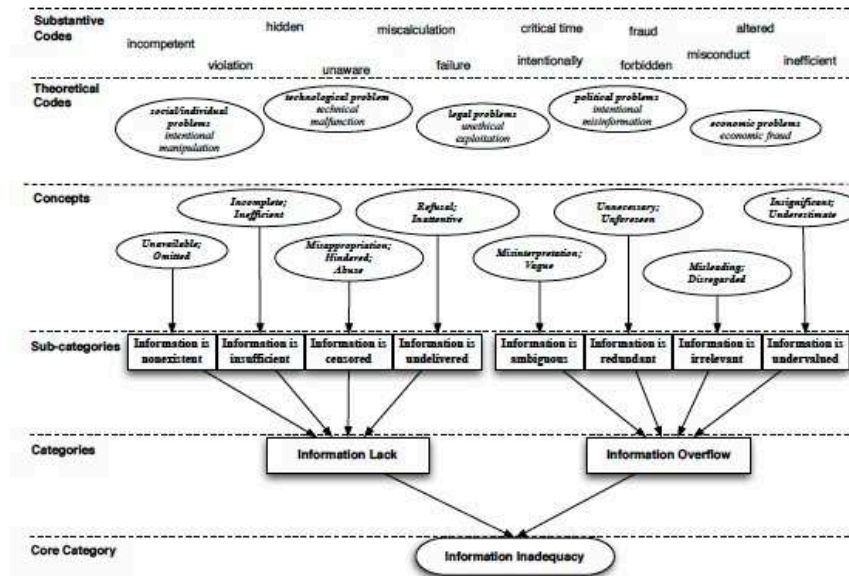 Substantive
Codes
hidden miscalculation critical time fraud altered
incompetent
violation unaware failure intentionally forbidden misconduct inefficient
Theoretical
Codes
social/individual
problems
intentional
manipulation
technological problem
technical
malfunction
legal problems
unethical
exploitation
political problems
intentional
misinformation
economic problems
economic fraud
Concepts
Unavailable;
Omitted
Incomplete;
Inefficient
Misappropriation;
Hindered;
Abuse
Refusal;
Inattentive
Misinterpretation;
Vague
Unnecessary;
Unforeseen
Misleading;
Disregarded
Insignificant;
Underestimate
Sub-categories
Information is
nonexistent
Information is
insufficient
Information is
censored
Information is
undelivered
Information is
ambiguous
Information is
redundant
Information is
irrelevant
Information is
undervalued
Categories
Information Lack
Information Overflow
Core Category
Information Inadequacy